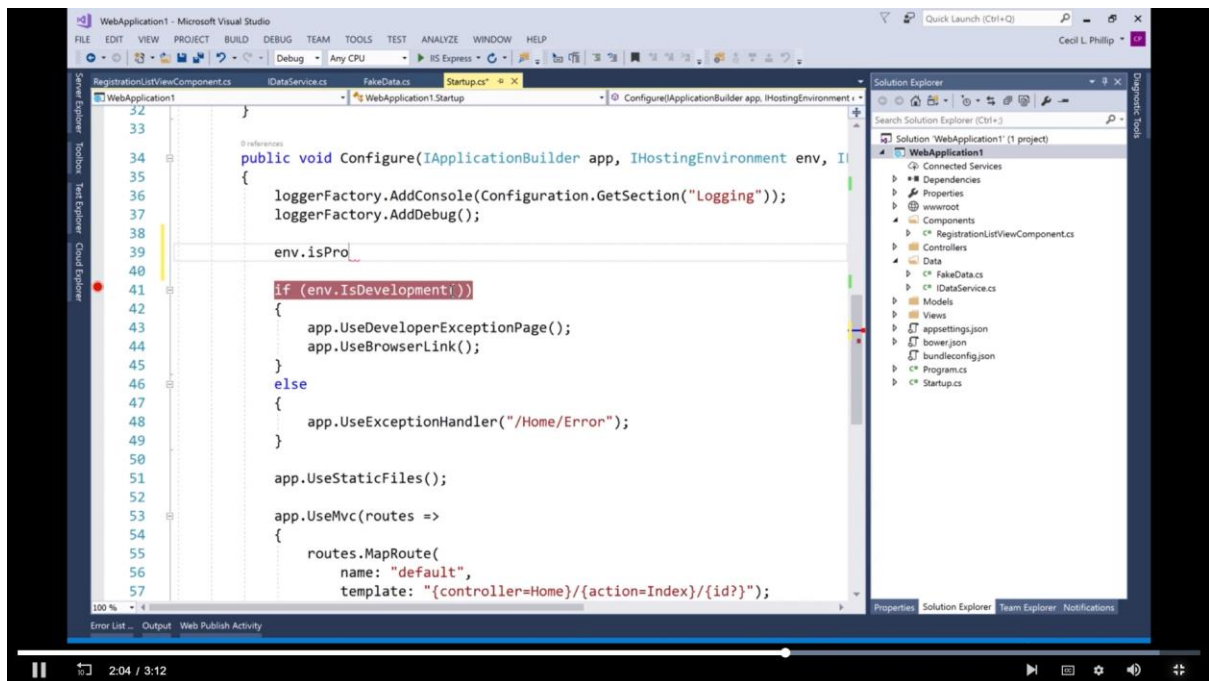 WebApplication1 - Microsoft Visual Studio
Quick Launch (Ctrl+Q)
FILE EDIT VIEW PROJECT BUILD DEBUG TEAM TOOLS TEST ANALYZE WINDOW HELP
Cecil L. Phillip CP
Debug Any CPU IIS Express
Server Explorer
Toolbox
Test Explorer
Cloud Explorer
RegistrationListViewComponent.cs IDataService.cs FakeData.cs Startup.cs*
WebApplication1 WebApplication1.Startup Configure(IApplicationBuilder app, IHostingEnvironment
32 }
33
0 references
34 public void Configure(IApplicationBuilder app, IHostingEnvironment env, I
35 {
36 loggerFactory.AddConsole(Configuration.GetSection("Logging"));
37 loggerFactory.AddDebug();
38
39 env.isPro
40
41 if (env.IsDevelopment())
42 {
43 app.UseDeveloperExceptionPage();
44 app.UseBrowserLink();
45 }
46 else
47 {
48 app.UseExceptionHandler("/Home/Error");
49 }
50
51 app.UseStaticFiles();
52
53 app.UseMvc(routes =>
54 {
55 routes.MapRoute(
56 name: "default",
57 template: "{controller=Home}/{action=Index}/{id?}");
100 %
Error List ... Output Web Publish Activity
Solution Explorer
Search Solution Explorer (Ctrl+;)
Solution 'WebApplication1' (1 project)
WebApplication1
Connected Services
Dependencies
Properties
wwwroot
Components
C# RegistrationListViewComponent.cs
Controllers
Data
C# FakeData.cs
C# IDataService.cs
Models
Views
appsettings.json
bower.json
bundleconfig.json
C# Program.cs
C# Startup.cs
Properties Solution Explorer Team Explorer Notifications
Diagnostic Tools
10 2:04 / 3:12
CC